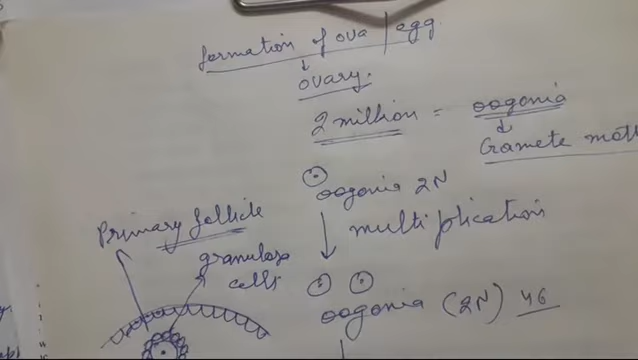 formation of ova / egg.
ovary.
2 million = oogonia
Gamete moth
oogonia 2N
multiplication
Primary follicle
granulosa
cells
oogonia (2N) 46